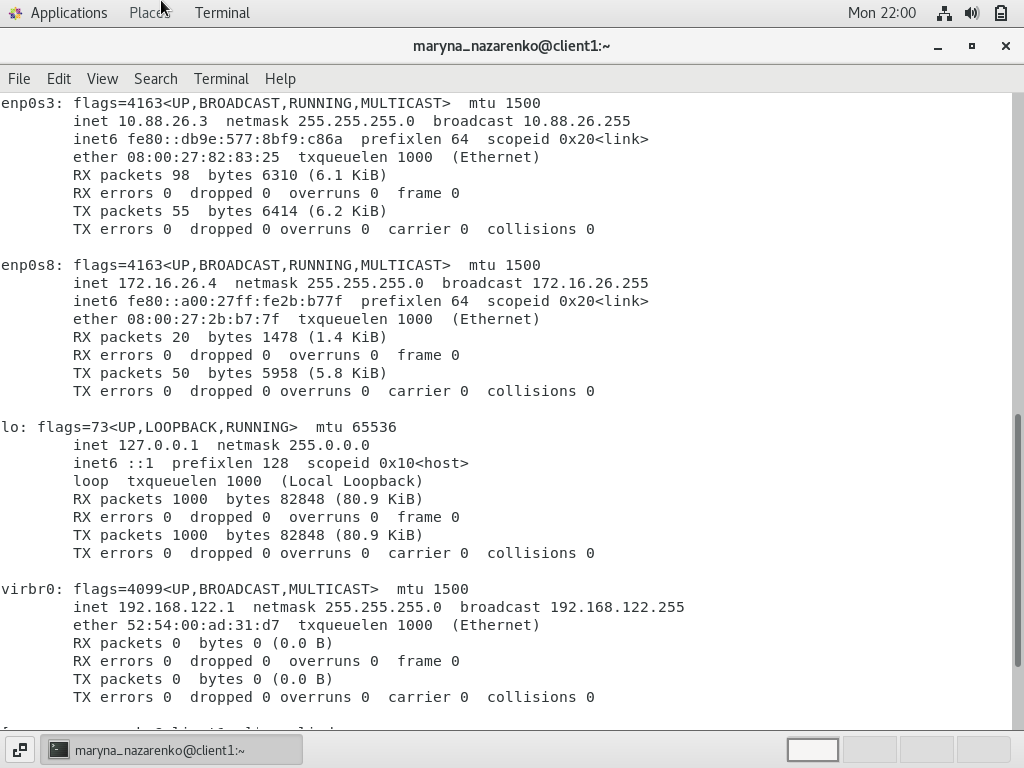 Applications Places Terminal Mon 22:00
maryna_nazarenko@client1:~
File Edit View Search Terminal Help
enp0s3: flags=4163<UP,BROADCAST,RUNNING,MULTICAST>  mtu 1500
        inet 10.88.26.3  netmask 255.255.255.0  broadcast 10.88.26.255
        inet6 fe80::db9e:577:8bf9:c86a  prefixlen 64  scopeid 0x20<link>
        ether 08:00:27:82:83:25  txqueuelen 1000  (Ethernet)
        RX packets 98  bytes 6310 (6.1 KiB)
        RX errors 0  dropped 0  overruns 0  frame 0
        TX packets 55  bytes 6414 (6.2 KiB)
        TX errors 0  dropped 0 overruns 0  carrier 0  collisions 0

enp0s8: flags=4163<UP,BROADCAST,RUNNING,MULTICAST>  mtu 1500
        inet 172.16.26.4  netmask 255.255.255.0  broadcast 172.16.26.255
        inet6 fe80::a00:27ff:fe2b:b77f  prefixlen 64  scopeid 0x20<link>
        ether 08:00:27:2b:b7:7f  txqueuelen 1000  (Ethernet)
        RX packets 20  bytes 1478 (1.4 KiB)
        RX errors 0  dropped 0  overruns 0  frame 0
        TX packets 50  bytes 5958 (5.8 KiB)
        TX errors 0  dropped 0 overruns 0  carrier 0  collisions 0

lo: flags=73<UP,LOOPBACK,RUNNING>  mtu 65536
        inet 127.0.0.1  netmask 255.0.0.0
        inet6 ::1  prefixlen 128  scopeid 0x10<host>
        loop  txqueuelen 1000  (Local Loopback)
        RX packets 1000  bytes 82848 (80.9 KiB)
        RX errors 0  dropped 0  overruns 0  frame 0
        TX packets 1000  bytes 82848 (80.9 KiB)
        TX errors 0  dropped 0 overruns 0  carrier 0  collisions 0

virbr0: flags=4099<UP,BROADCAST,MULTICAST>  mtu 1500
        inet 192.168.122.1  netmask 255.255.255.0  broadcast 192.168.122.255
        ether 52:54:00:ad:31:d7  txqueuelen 1000  (Ethernet)
        RX packets 0  bytes 0 (0.0 B)
        RX errors 0  dropped 0  overruns 0  frame 0
        TX packets 0  bytes 0 (0.0 B)
        TX errors 0  dropped 0 overruns 0  carrier 0  collisions 0

maryna_nazarenko@client1:~